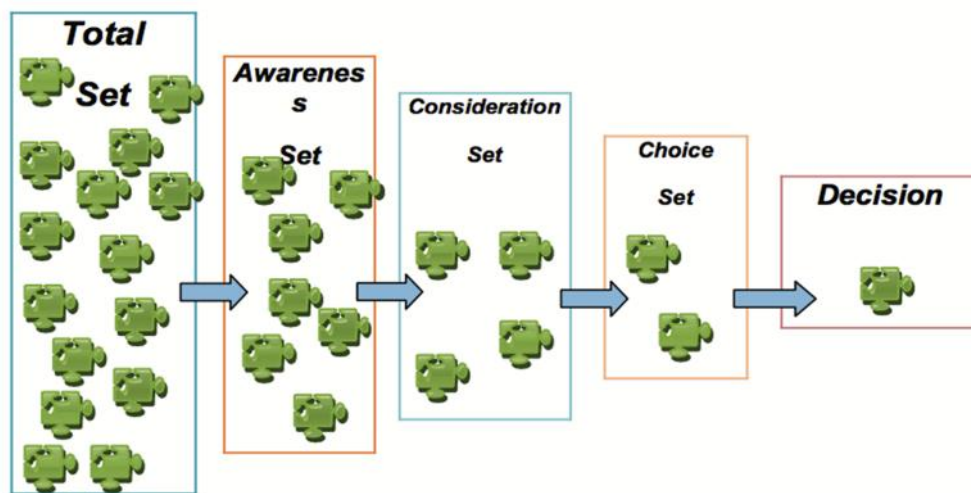 Total
Set
Awarenes
s
Set
Consideration
Set
Choice
Set
Decision